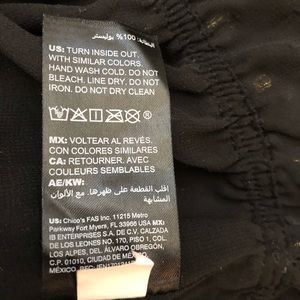 البطانة: 100% بوليستر
US: TURN INSIDE OUT.
WITH SIMILAR COLORS.
HAND WASH COLD. DO NOT
BLEACH. LINE DRY. DO NOT
IRON. DO NOT DRY CLEAN
MX: VOLTEAR AL REVÉS.
CON COLORES SIMILARES
CA: RETOURNER. AVEC
COULEURS SEMBLABLES
AE/KW:
اقلب القطعة على ظهرها. مع الألوان
المشابهة
US: Chico's FAS Inc. 11215 Metro
Parkway Fort Myers, FL 33966 USA
IB ENTERPRISES S.A. DE C.V. CALZADA
DE LOS LEONES NO. 170, PISO 1, COL.
LOS ALPES, DEL. ÁLVARO OBREGÓN,
C.P. 01010, CIUDAD DE MÉXICO,
MÉXICO